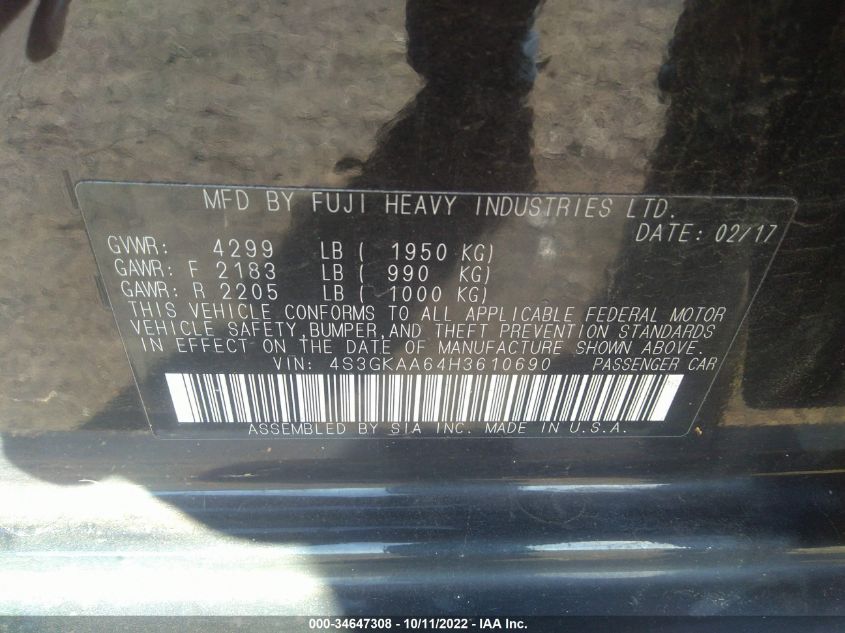 MFD BY FUJI HEAVY INDUSTRIES LTD.
DATE: 02/17
GVWR: 4299 LB ( 1950 KG)
GAWR: F 2183 LB ( 990 KG)
GAWR: R 2205 LB ( 1000 KG)
THIS VEHICLE CONFORMS TO ALL APPLICABLE FEDERAL MOTOR
VEHICLE SAFETY,BUMPER,AND THEFT PREVENTION STANDARDS
IN EFFECT ON THE DATE OF MANUFACTURE SHOWN ABOVE.
VIN: 4S3GKAA64H3610690 PASSENGER CAR
ASSEMBLED BY SIA INC. MADE IN U.S.A.
000-34647308 - 10/11/2022 - IAA Inc.